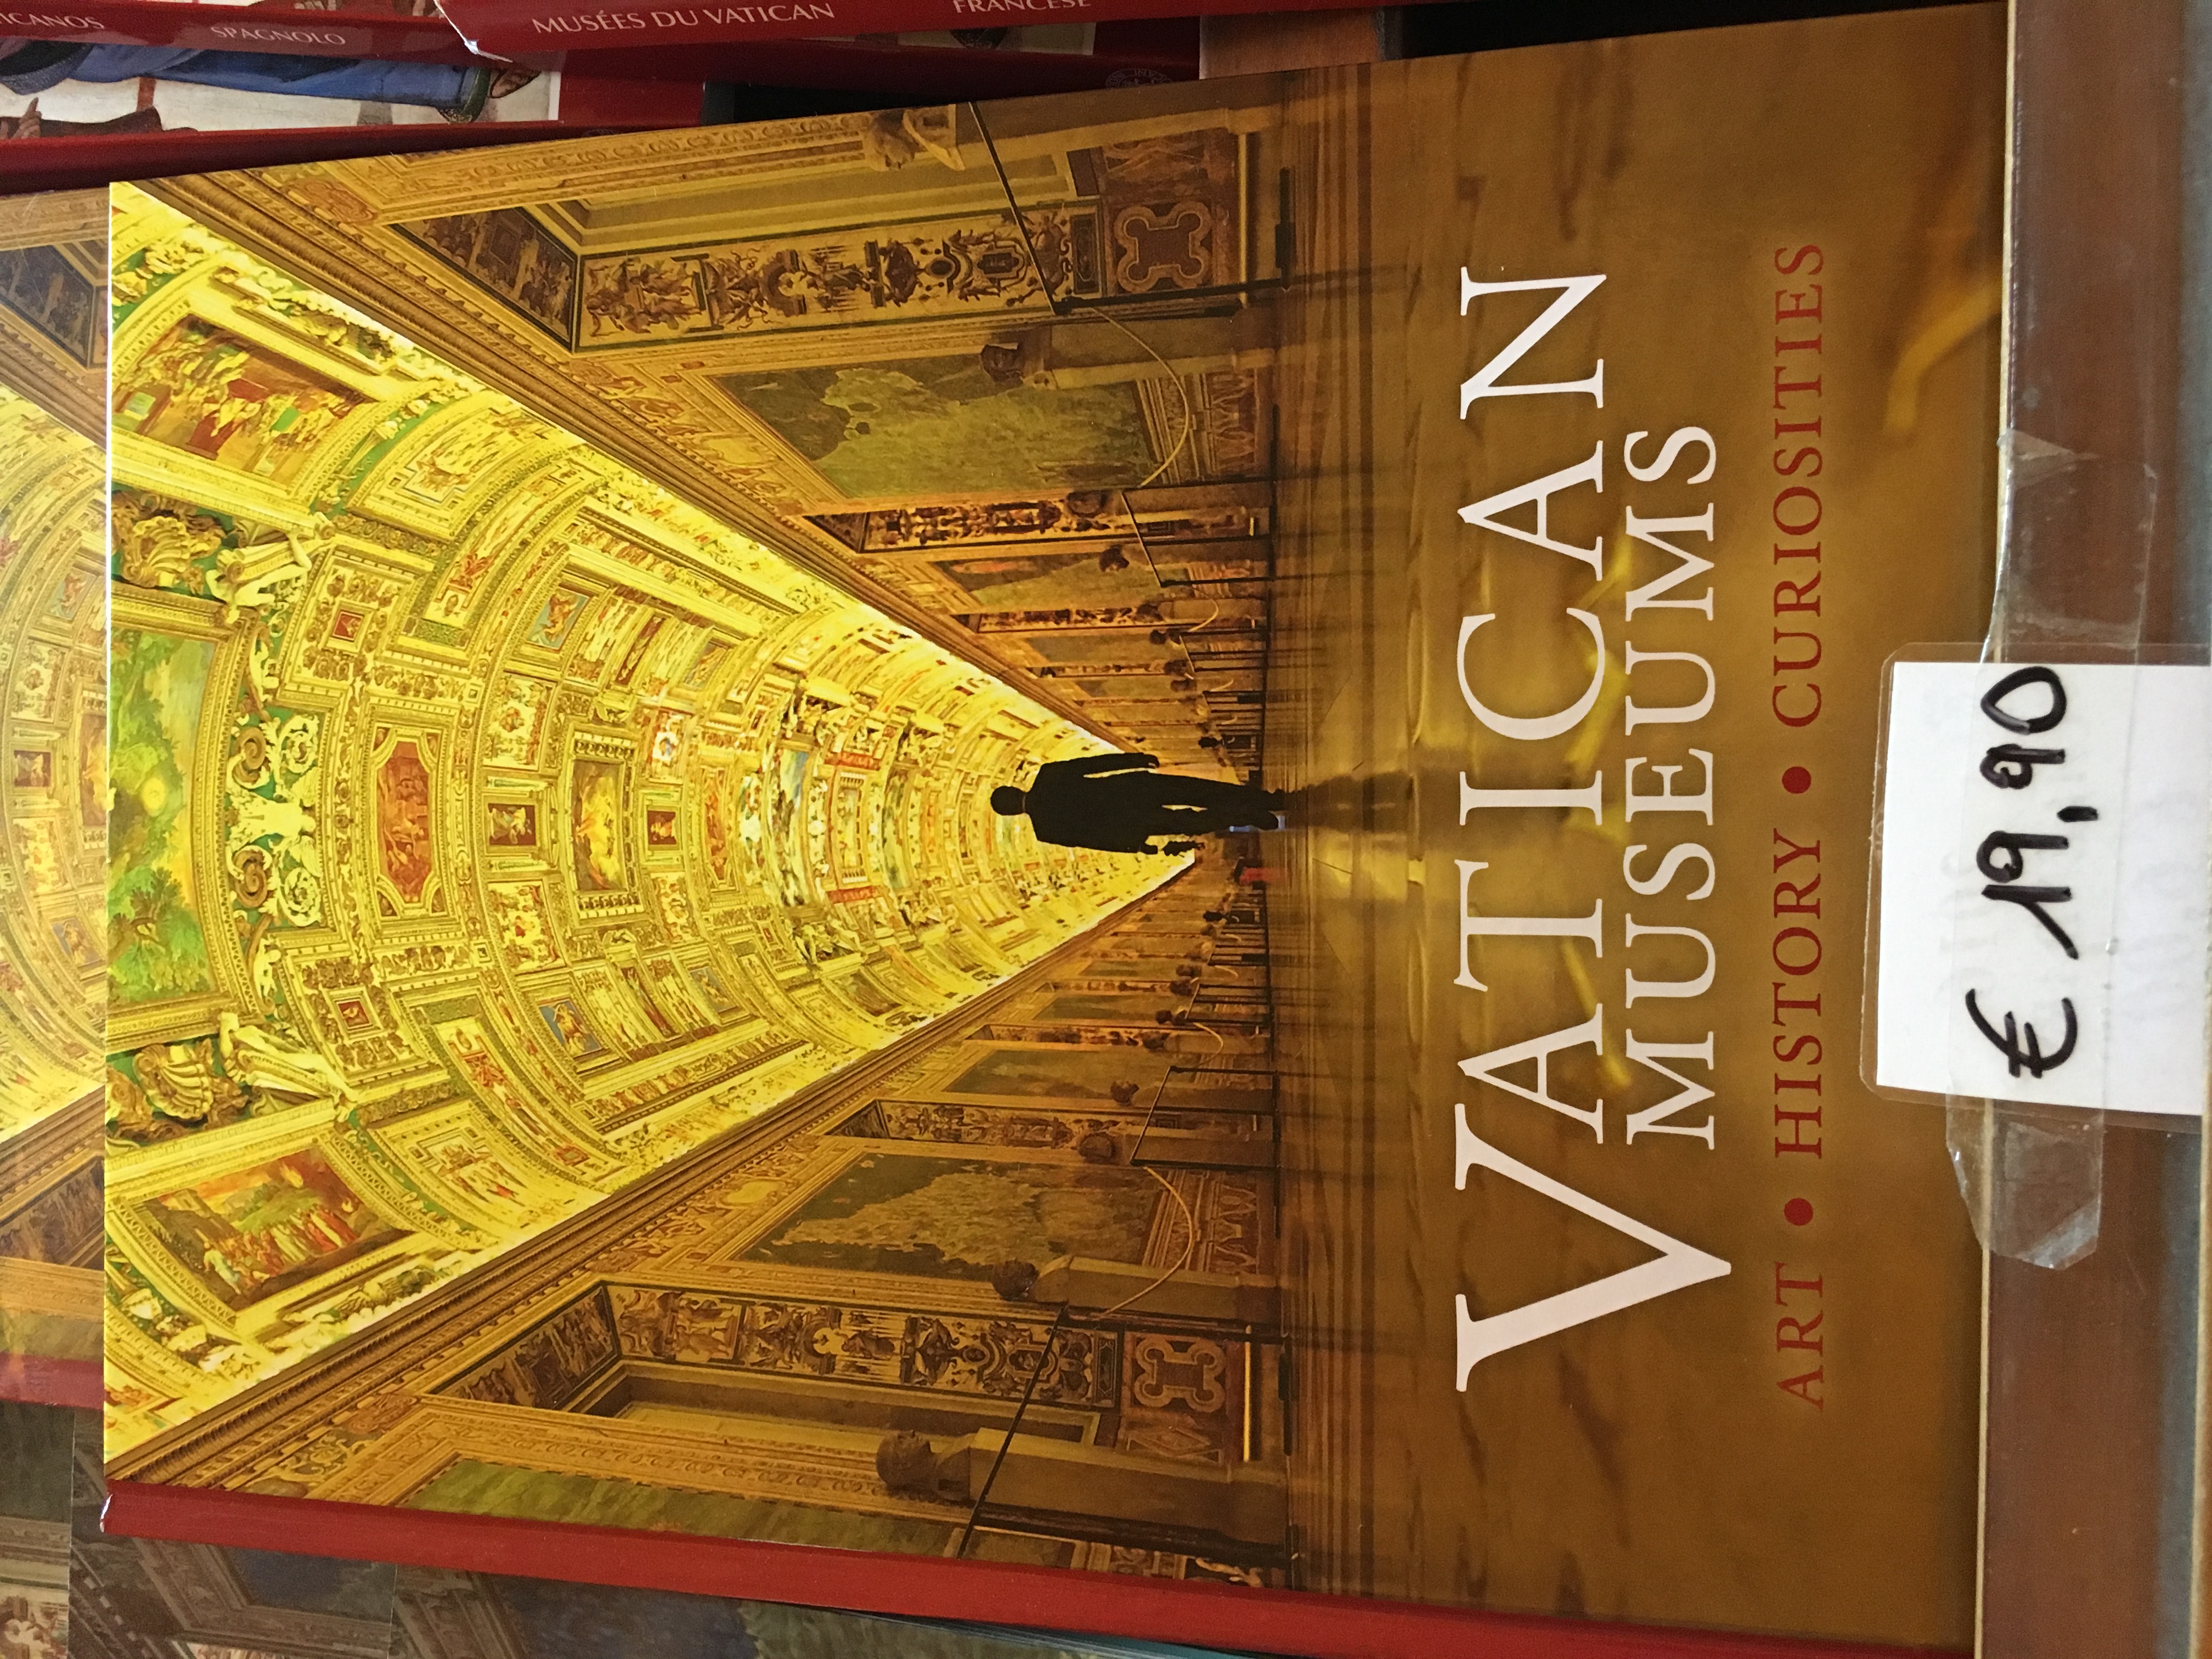 VATICAN
MUSEUMS
ART • HISTORY • CURIOSITIES
€ 19,90
SPAGNOLO
MUSÉES DU VATICAN
FRANCESE